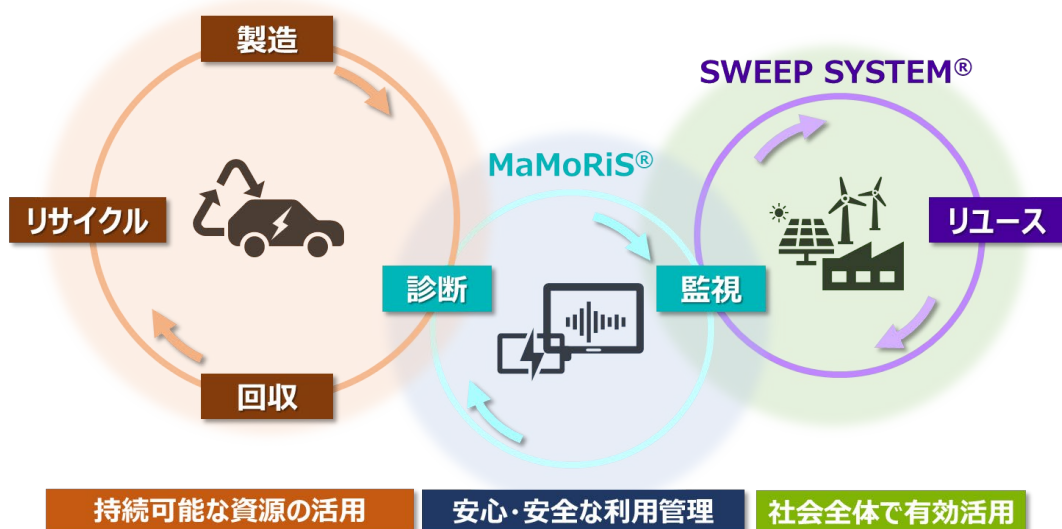 製造
SWEEP SYSTEM®
MaMoRiS®
リサイクル
リユース
診断
監視
回収
持続可能な資源の活用
安心・安全な利用管理
社会全体で有効活用